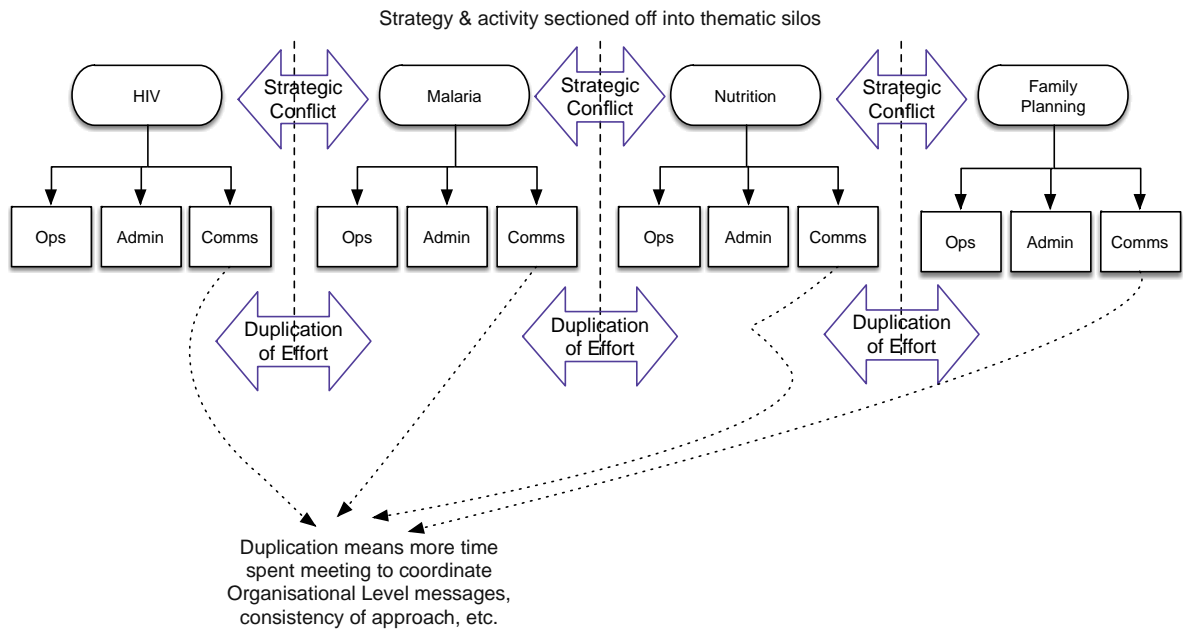 Strategy & activity sectioned off into thematic silos
HIV
Strategic
Conflict
Malaria
Strategic
Conflict
Nutrition
Strategic
Conflict
Family
Planning
Ops
Admin
Comms
Ops
Admin
Comms
Ops
Admin
Comms
Ops
Admin
Comms
Duplication
of Effort
Duplication
of Effort
Duplication
of Effort
Duplication means more time
spent meeting to coordinate
Organisational Level messages,
consistency of approach, etc.